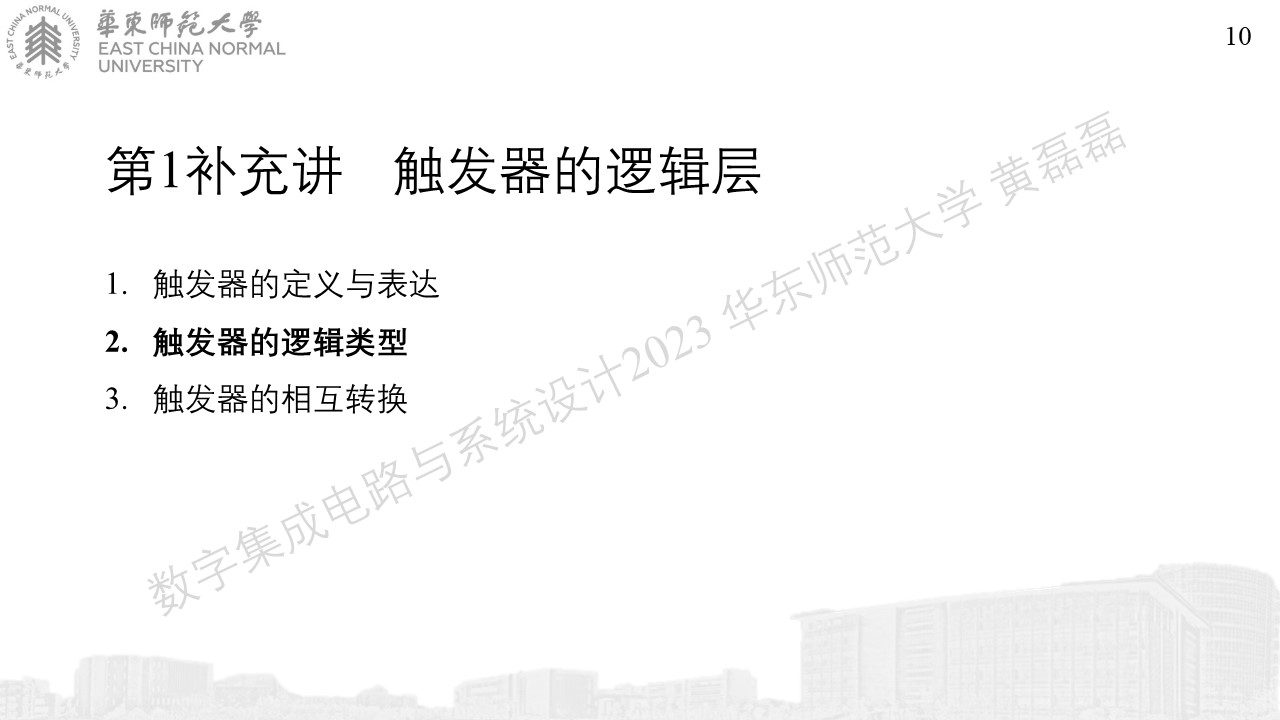 EAST CHINA NORMAL UNIVERSITY
華東師范大學
華東師范大學
EAST CHINA NORMAL
UNIVERSITY
10
第1补充讲 触发器的逻辑层
1. 触发器的定义与表达
2. 触发器的逻辑类型
3. 触发器的相互转换
数字集成电路与系统设计2023 华东师范大学 黄磊磊